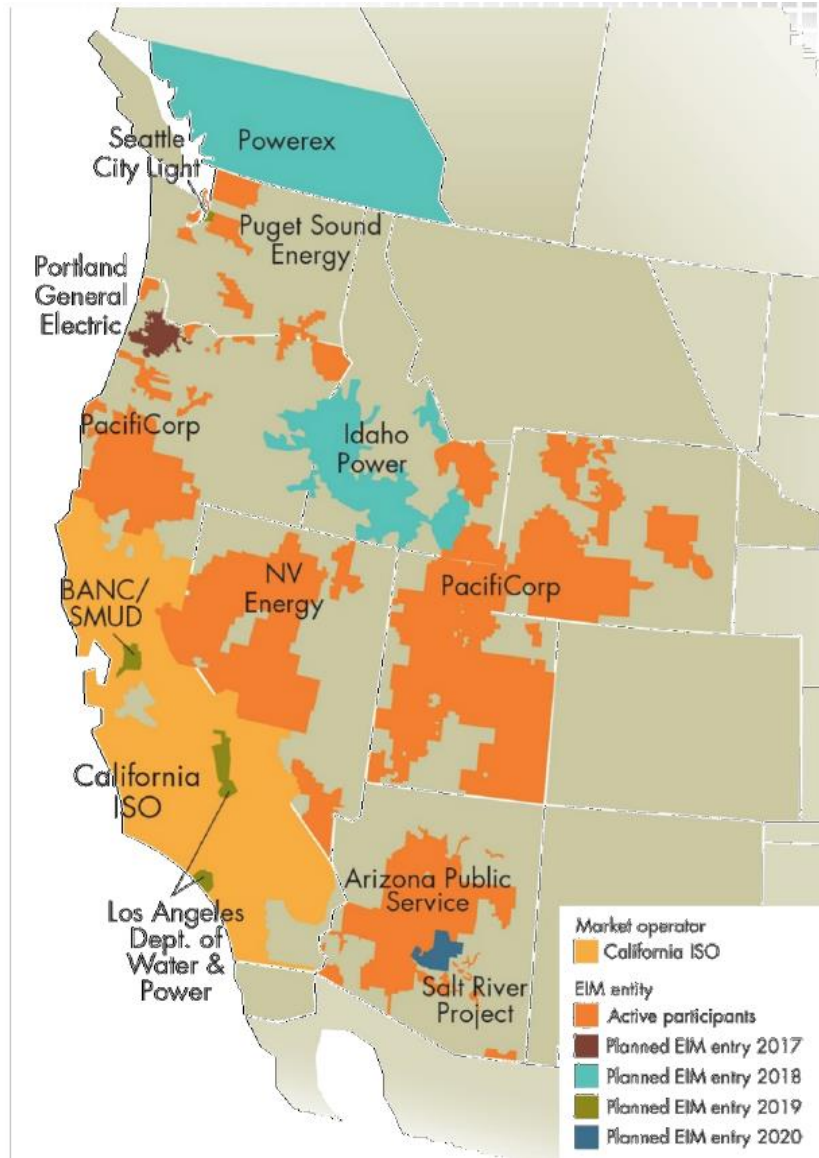 Powerex
Seattle
City Light
Puget Sound
Energy
Portland
General
Electric
PacifiCorp
Idaho
Power
NV
Energy
PacifiCorp
BANC/
SMUD
California
ISO
Arizona Public
Service
Los Angeles
Dept. of
Water &
Power
Salt River
Project
Market operator
California ISO
EIM entity
Active participants
Planned EIM entry 2017
Planned EIM entry 2018
Planned EIM entry 2019
Planned EIM entry 2020